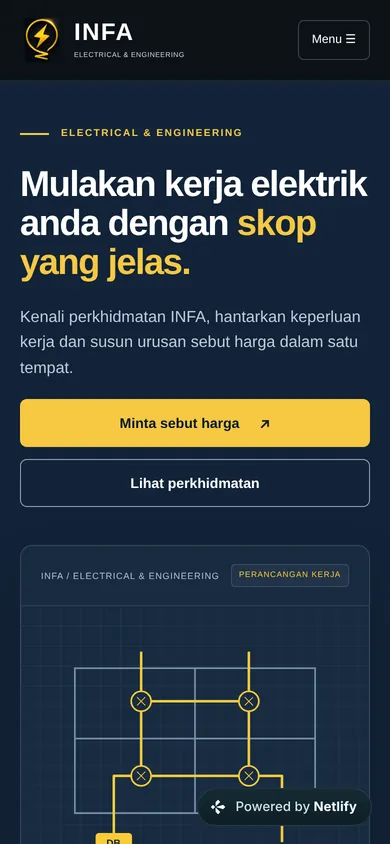 INFA
ELECTRICAL & ENGINEERING
Menu ☰
ELECTRICAL & ENGINEERING
Mulakan kerja elektrik
anda dengan skop
yang jelas.
Kenali perkhidmatan INFA, hantarkan keperluan
kerja dan susun urusan sebut harga dalam satu
tempat.
Minta sebut harga ↗
Lihat perkhidmatan
INFA / ELECTRICAL & ENGINEERING
PERANCANGAN KERJA
DB
Powered by Netlify